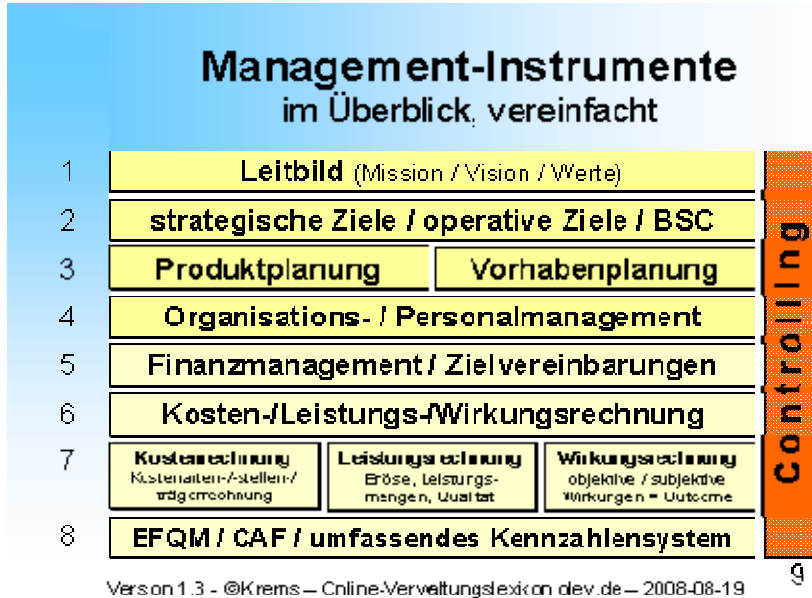 Management-Instrumente
im Überblick, vereinfacht
1 Leitbild (Mission / Vision / Werte)
2 strategische Ziele / operative Ziele / BSC
3 Produktplanung Vorhabenplanung
4 Organisations- / Personalmanagement
5 Finanzmanagement / Zielvereinbarungen
6 Kosten-/Leistungs-/Wirkungsrechnung
7 Kostenrechnung Leistungsrechnung Wirkungsrechnung
Kostenarten-/-stellen-/ Erlöse, Leistungs- objektive / subjektive
trägerrechnung mengen, Qualität Wirkungen = Outcome
8 EFQM / CAF / umfassendes Kennzahlensystem
Controlling
9
Version 1.3 - ©Krems – Online-Verwaltungslexikon olev.de – 2008-08-19